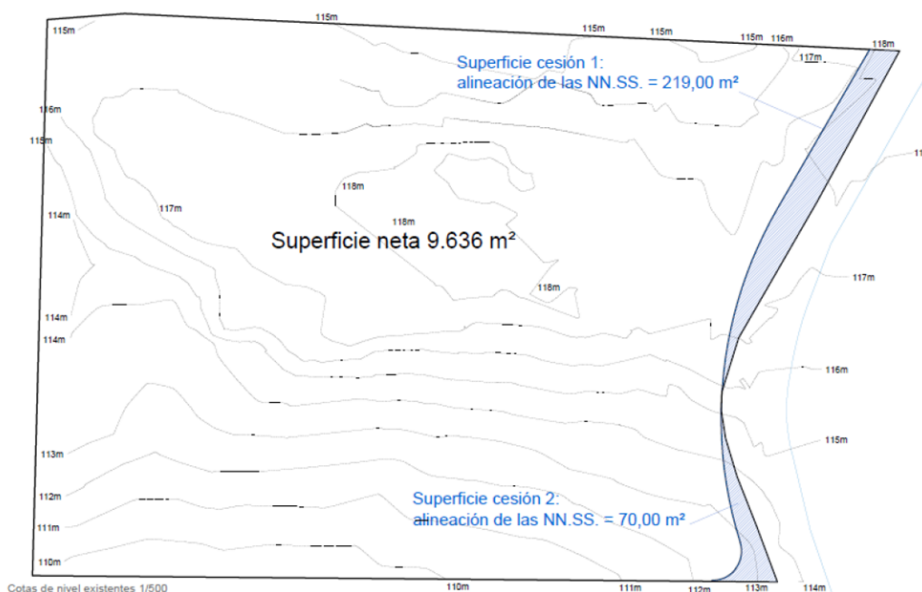 115m
115m
115m
115m
115m
116m
118m
117m
Superficie cesión 1:
alineación de las NN.SS. = 219,00 m²
116m
115m
118m
117m
114m
118m
Superficie neta 9.636 m²
117m
118m
114m
114m
116m
115m
113m
112m
Superficie cesión 2:
alineación de las NN.SS. = 70,00 m²
111m
110m
Cotas de nivel existentes 1/500
110m
111m
112m
113m
114m